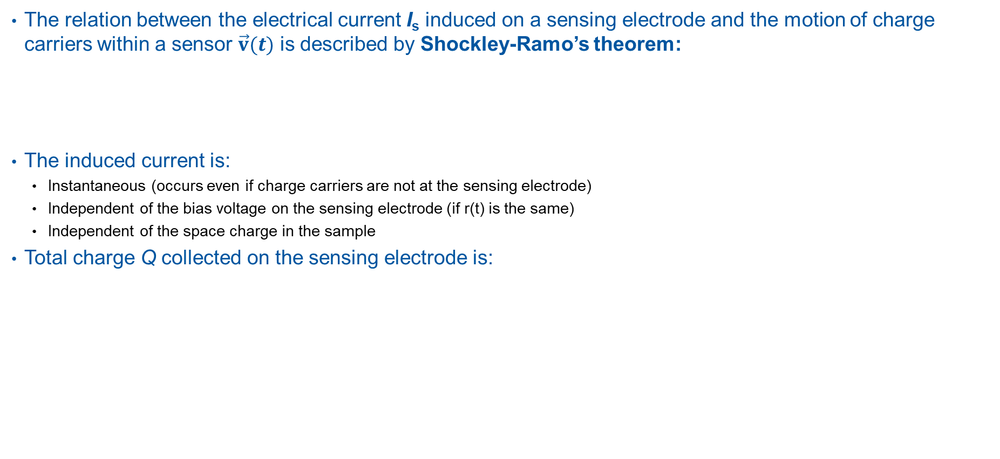 • The relation between the electrical current Iₛ induced on a sensing electrode and the motion of charge
carriers within a sensor v⃗(t) is described by Shockley-Ramo’s theorem:
• The induced current is:
• Instantaneous (occurs even if charge carriers are not at the sensing electrode)
• Independent of the bias voltage on the sensing electrode (if r(t) is the same)
• Independent of the space charge in the sample
• Total charge Q collected on the sensing electrode is: